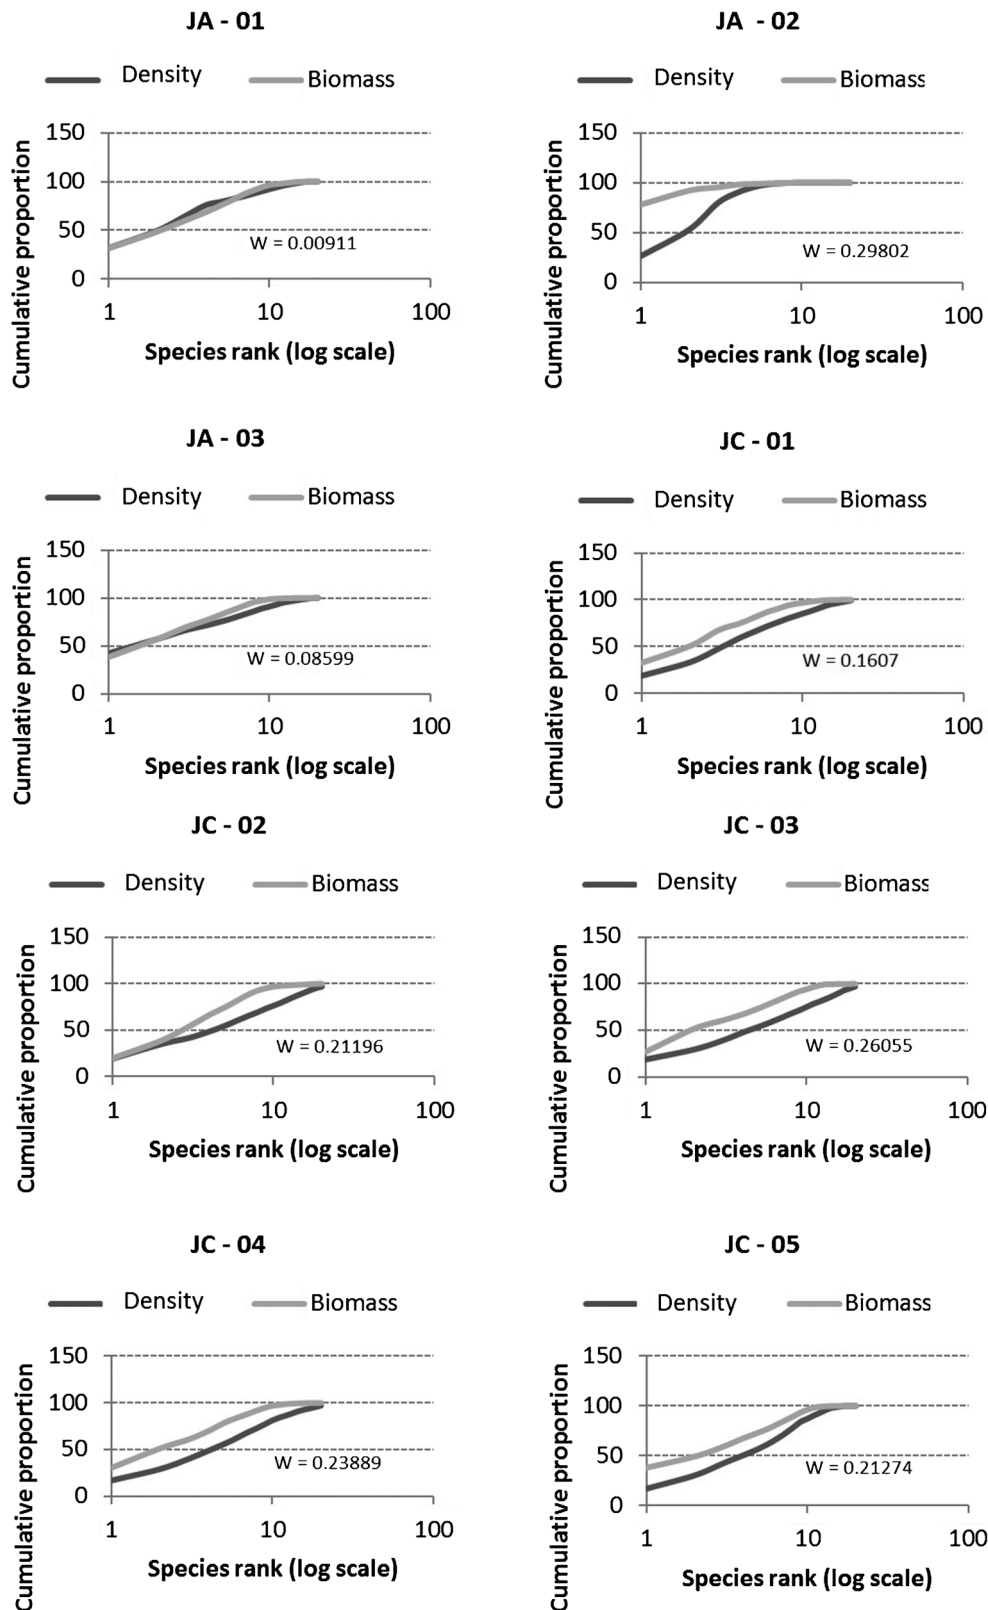 JA - 01
Density
Biomass
Cumulative proportion
150
100
50
0
W = 0.00911
1
10
100
Species rank (log scale)
JA - 02
Density
Biomass
Cumulative proportion
150
100
50
0
W = 0.29802
1
10
100
Species rank (log scale)
JA - 03
Density
Biomass
Cumulative proportion
150
100
50
0
W = 0.08599
1
10
100
Species rank (log scale)
JC - 01
Density
Biomass
Cumulative proportion
150
100
50
0
W = 0.1607
1
10
100
Species rank (log scale)
JC - 02
Density
Biomass
Cumulative proportion
150
100
50
0
W = 0.21196
1
10
100
Species rank (log scale)
JC - 03
Density
Biomass
Cumulative proportion
150
100
50
0
W = 0.26055
1
10
100
Species rank (log scale)
JC - 04
Density
Biomass
Cumulative proportion
150
100
50
0
W = 0.23889
1
10
100
Species rank (log scale)
JC - 05
Density
Biomass
Cumulative proportion
150
100
50
0
W = 0.21274
1
10
100
Species rank (log scale)